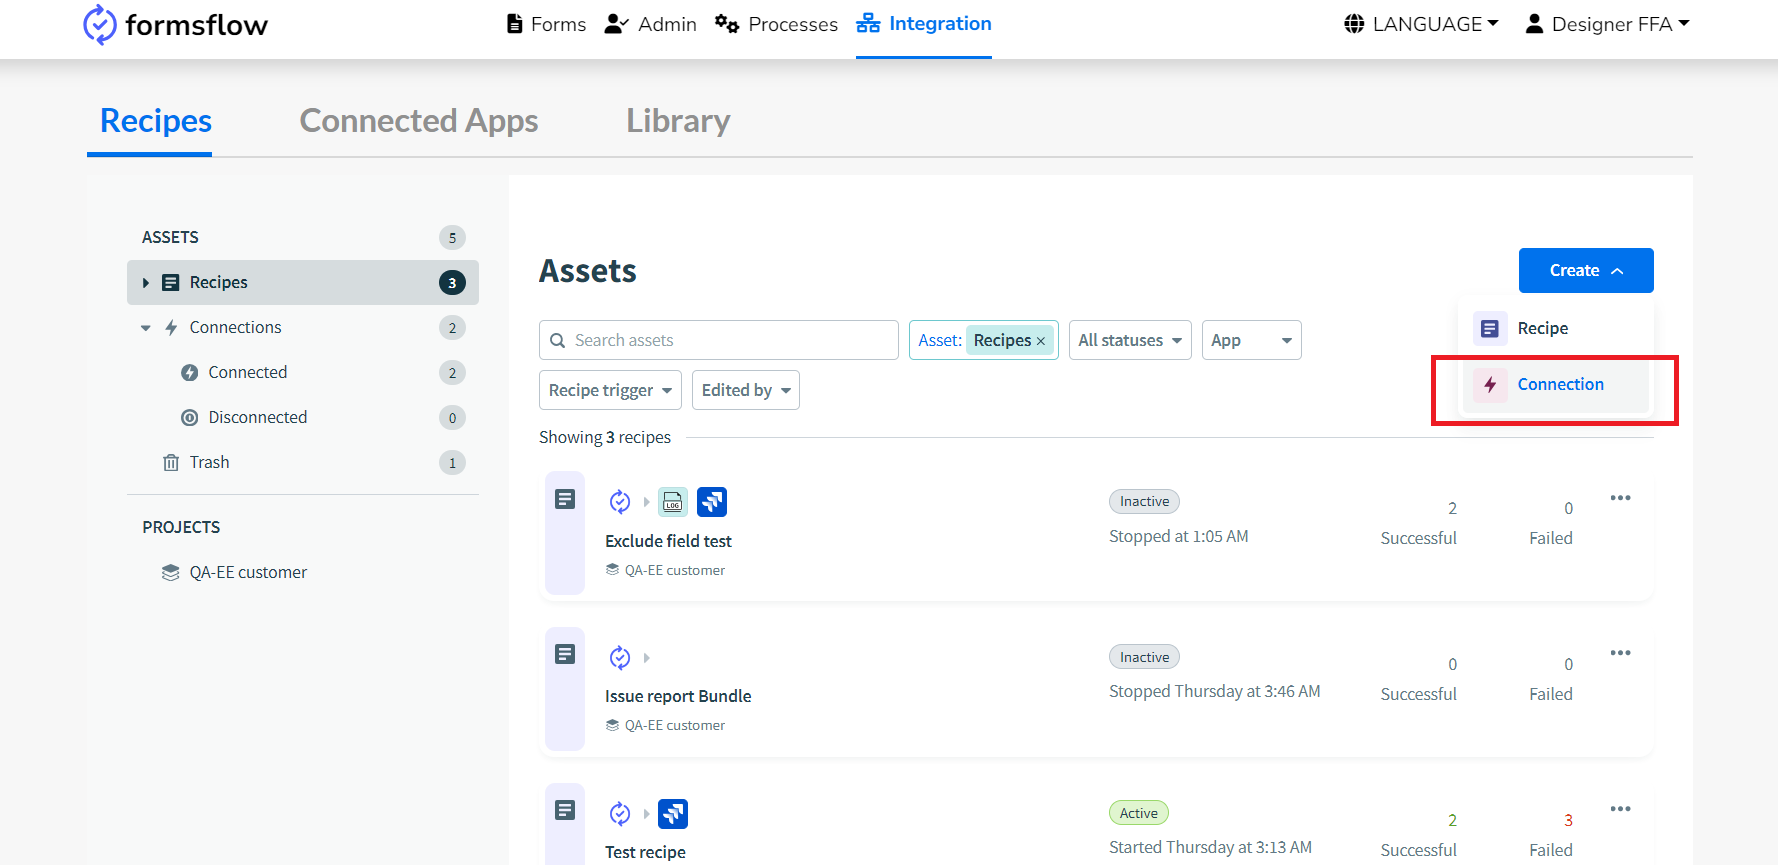 formsflow
Forms Admin Processes Integration LANGUAGE Designer FFA
Recipes Connected Apps Library
ASSETS 5
Recipes 3
Connections 2
Connected 2
Disconnected 0
Trash 1
PROJECTS
QA-EE customer
Assets
Create
Recipe
Connection
Search assets Asset: Recipes × All statuses App
Recipe trigger Edited by
Showing 3 recipes
LOG
Exclude field test
QA-EE customer
Inactive
Stopped at 1:05 AM
2 0
Successful Failed
Issue report Bundle
QA-EE customer
Inactive
Stopped Thursday at 3:46 AM
0 0
Successful Failed
Test recipe
Active
Started Thursday at 3:13 AM
2 3
Successful Failed